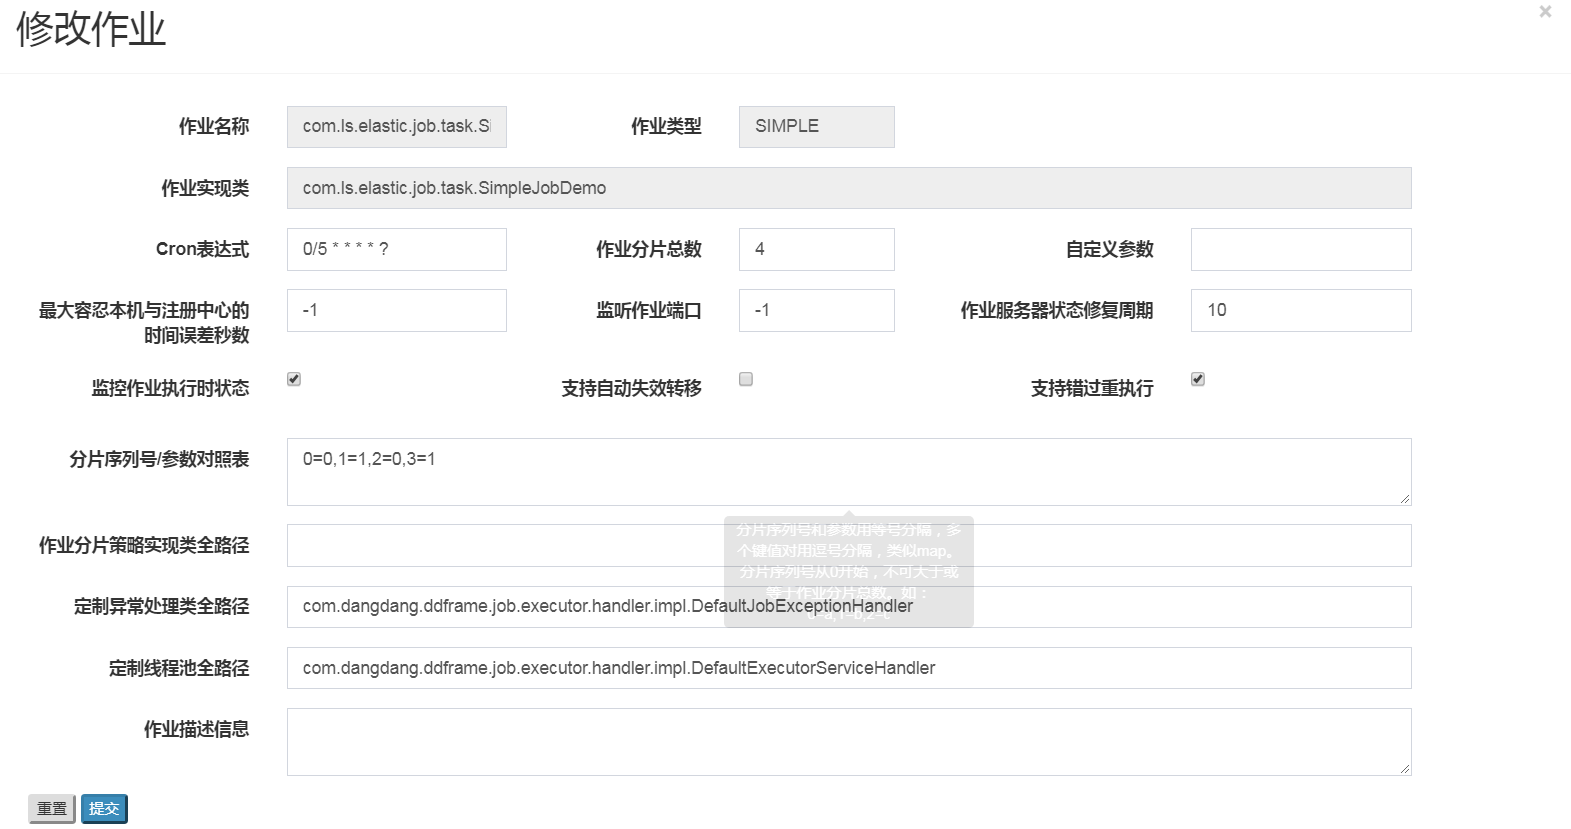 修改作业
×
作业名称 com.ls.elastic.job.task.Si 作业类型 SIMPLE
作业实现类 com.ls.elastic.job.task.SimpleJobDemo
Cron表达式 0/5 * * * * ? 作业分片总数 4 自定义参数
最大容忍本机与注册中心的
时间误差秒数 -1 监听作业端口 -1 作业服务器状态修复周期 10
监控作业执行时状态 支持自动失效转移 支持错过重执行
分片序列号/参数对照表 0=0,1=1,2=0,3=1
分片序列号和参数用等号分隔，多
个键值对用逗号分隔，类似map。
分片序列号从0开始，不可大于或
等于作业分片总数。如：
0=a,1=b,2=c
作业分片策略实现类全路径
定制异常处理类全路径 com.dangdang.ddframe.job.executor.handler.impl.DefaultJobExceptionHandler
定制线程池全路径 com.dangdang.ddframe.job.executor.handler.impl.DefaultExecutorServiceHandler
作业描述信息
重置 提交